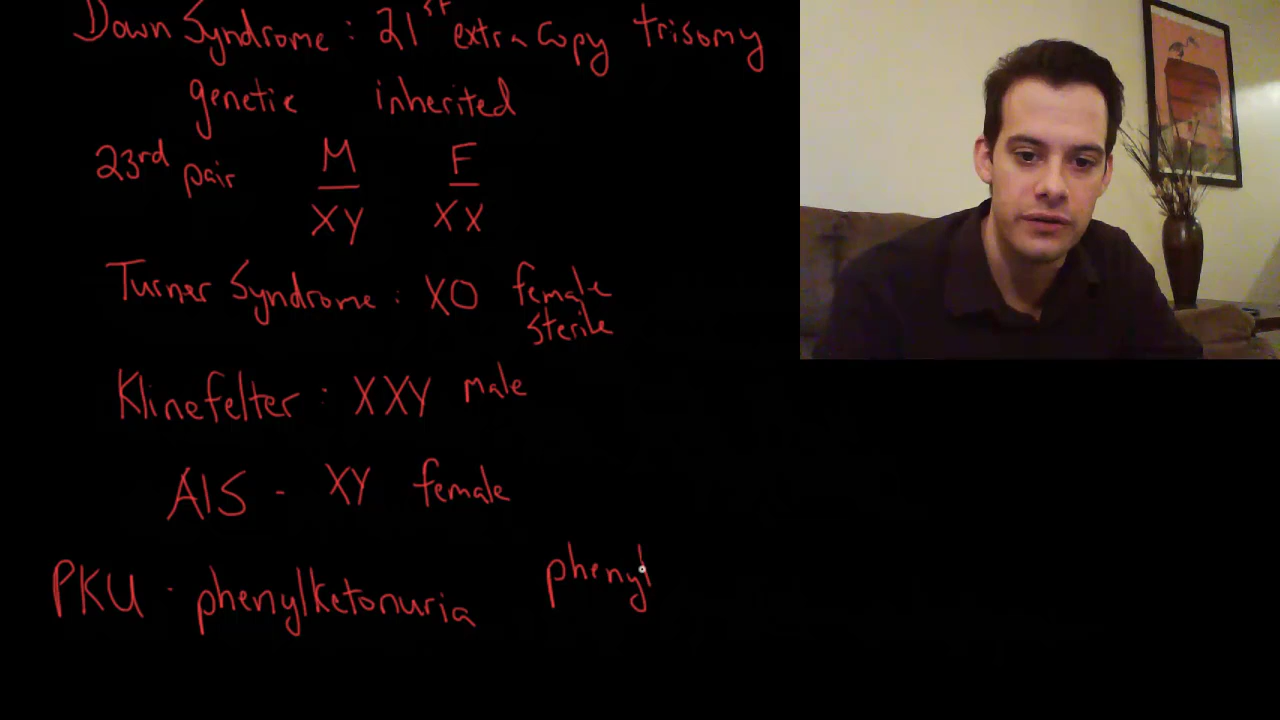 Down Syndrome : 21st extra copy trisomy
genetic inherited
23rd pair M F
XY XX
Turner Syndrome : XO female
sterile
Klinefelter : XXY male
AIS - XY female
PKU - phenylketonuria phenyl